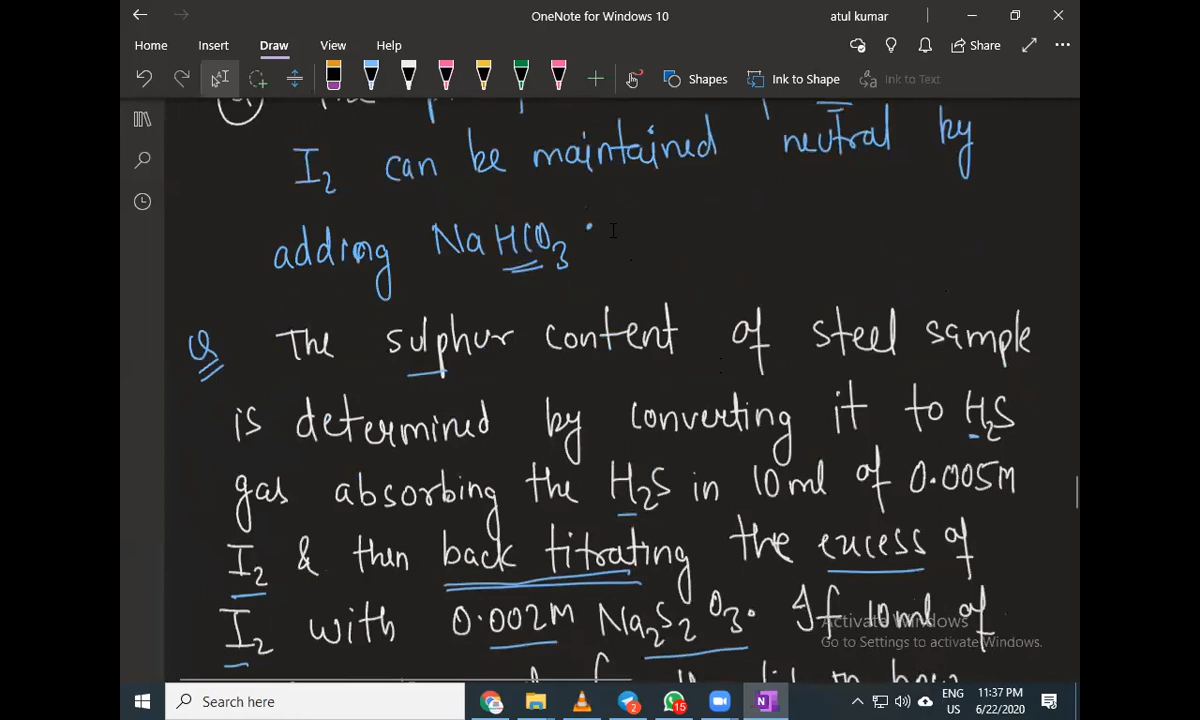 OneNote for Windows 10
atul kumar
Home Insert Draw View Help
Share
Shapes
Ink to Shape
Ink to Text
I2 can be maintained neutral by
adding NaHCO3
Q The sulphur content of steel sample
is determined by converting it to H2S
gas absorbing the H2S in 10ml of 0.005M
I2 & then back titrating the excess of
I2 with 0.002M Na2S2O3. If 10ml of
Activate Windows
Go to Settings to activate Windows.
Search
2
15
ENG
US
11:37 PM
6/22/2020